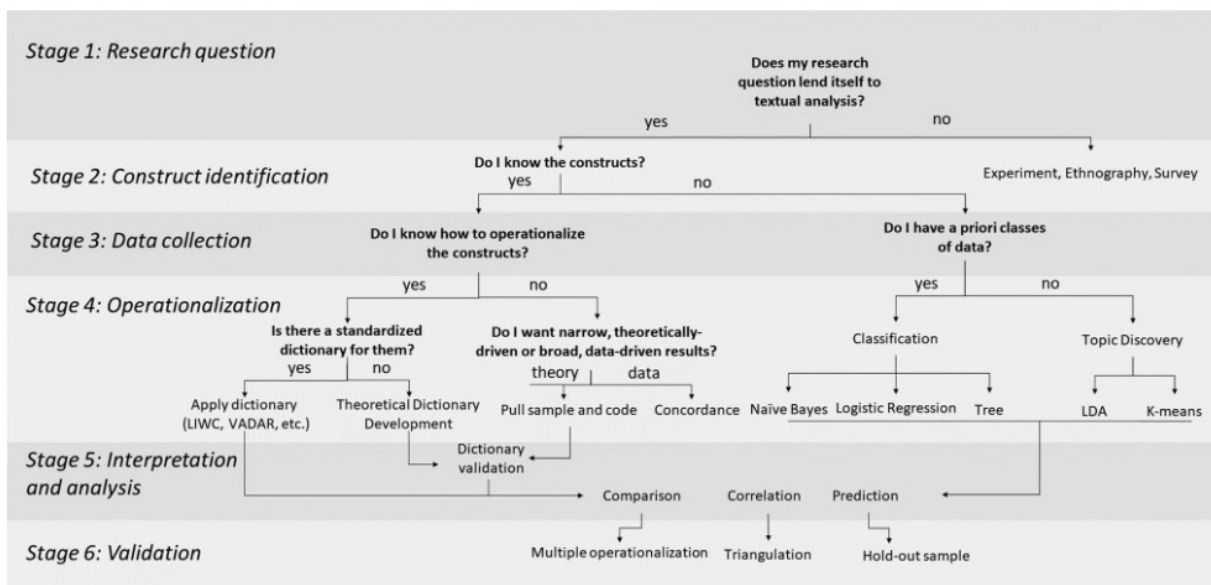 Stage 1: Research question
Does my research
question lend itself to
textual analysis?
yes
no
Stage 2: Construct identification
Do I know the constructs?
Experiment, Ethnography, Survey
yes
no
Stage 3: Data collection
Do I know how to operationalize
the constructs?
Do I have a priori classes
of data?
yes
no
yes
no
Stage 4: Operationalization
Is there a standardized
dictionary for them?
Do I want narrow, theoretically-
driven or broad, data-driven results?
Classification
Topic Discovery
yes
no
theory
data
Apply dictionary
(LIWC, VADAR, etc.)
Theoretical Dictionary
Development
Pull sample and code
Concordance
Naïve Bayes
Logistic Regression
Tree
LDA
K-means
Stage 5: Interpretation
and analysis
Dictionary
validation
Comparison
Correlation
Prediction
Stage 6: Validation
Multiple operationalization
Triangulation
Hold-out sample